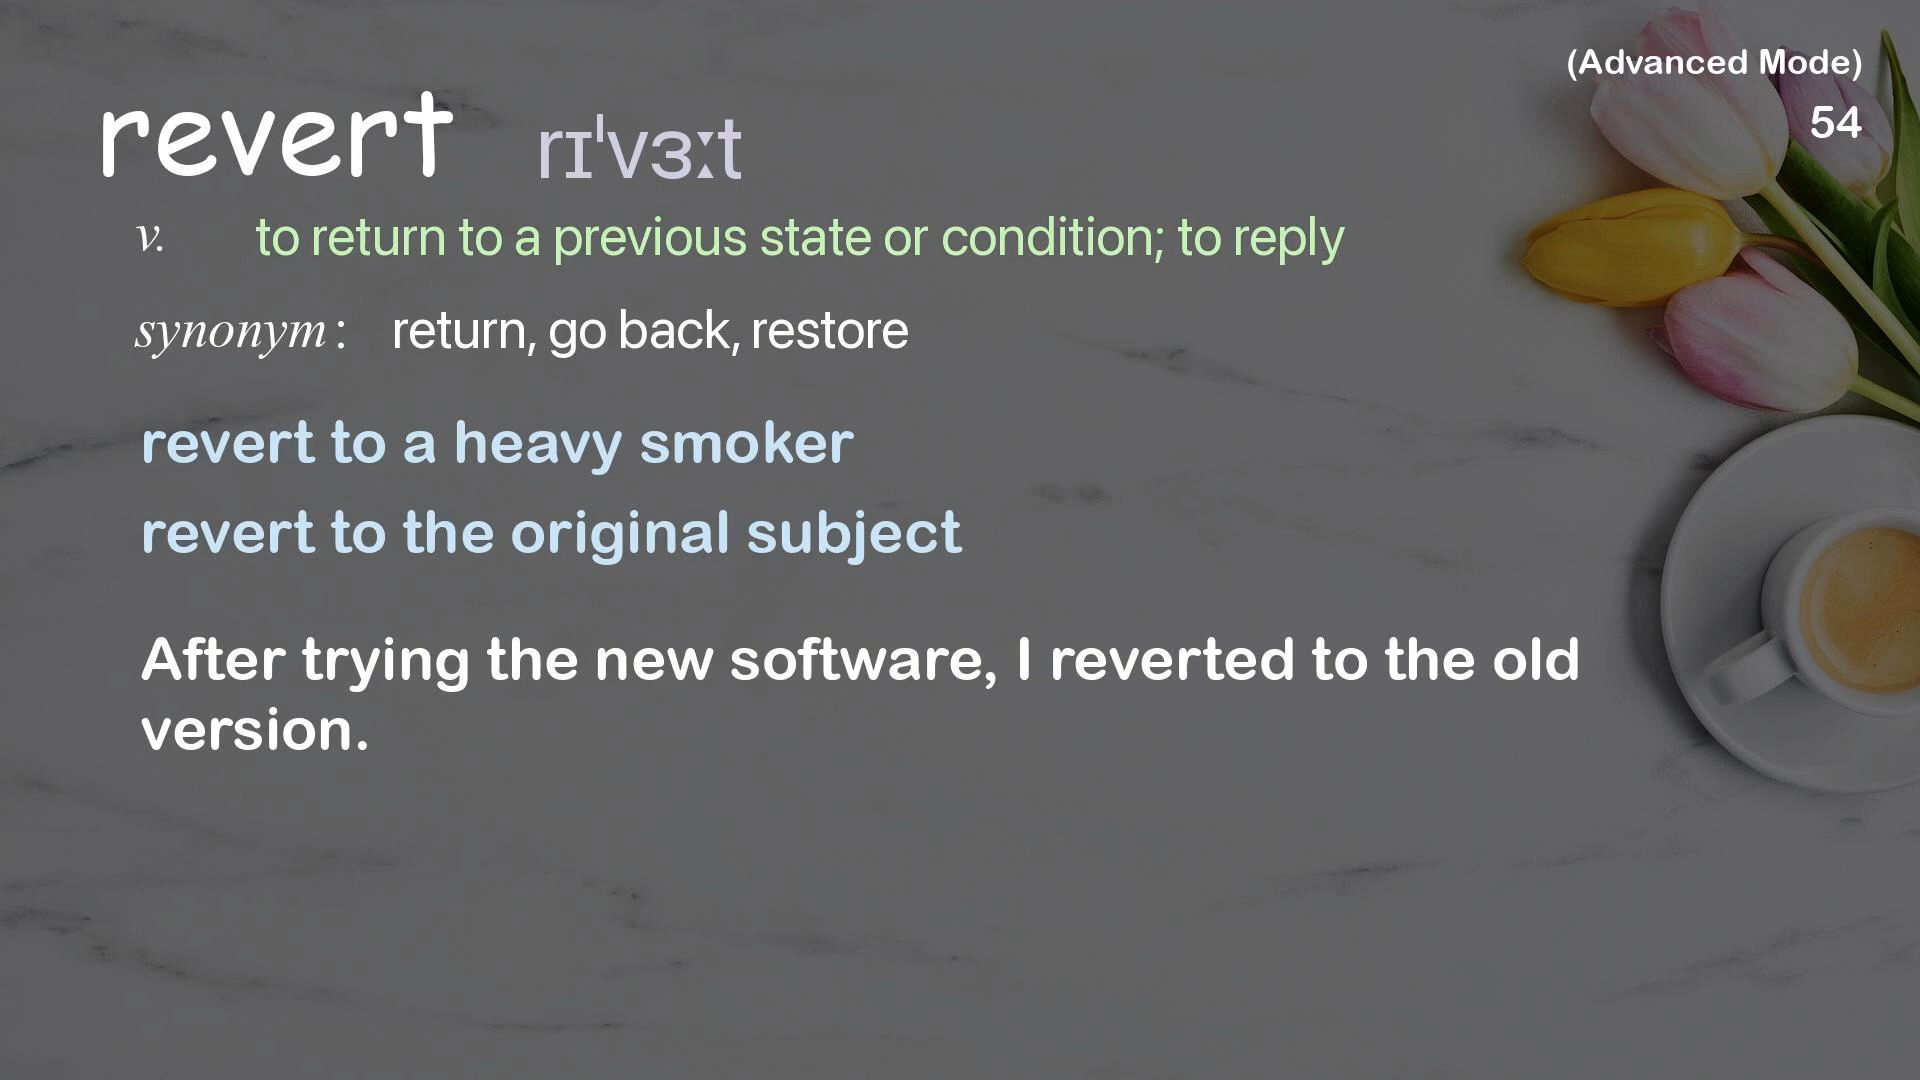 (Advanced Mode)
54
revert rɪˈvɜːt
v. to return to a previous state or condition; to reply
synonym: return, go back, restore
revert to a heavy smoker
revert to the original subject
After trying the new software, I reverted to the old
version.